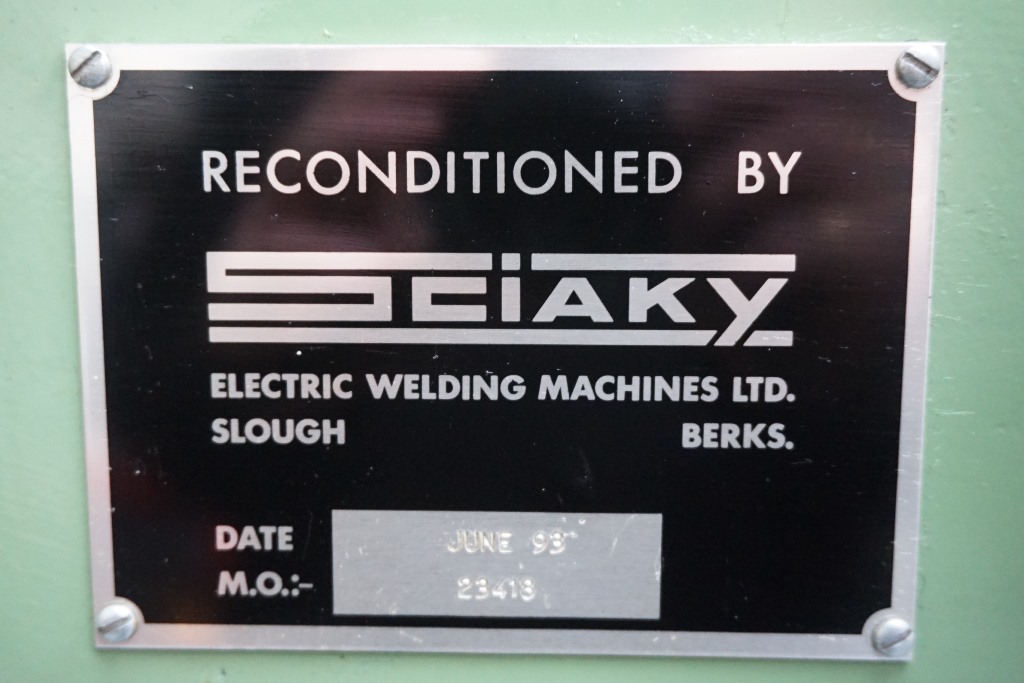 RECONDITIONED BY
SCIAKY
ELECTRIC WELDING MACHINES LTD.
SLOUGH BERKS.
DATE JUNE 93
M.O.:- 23418